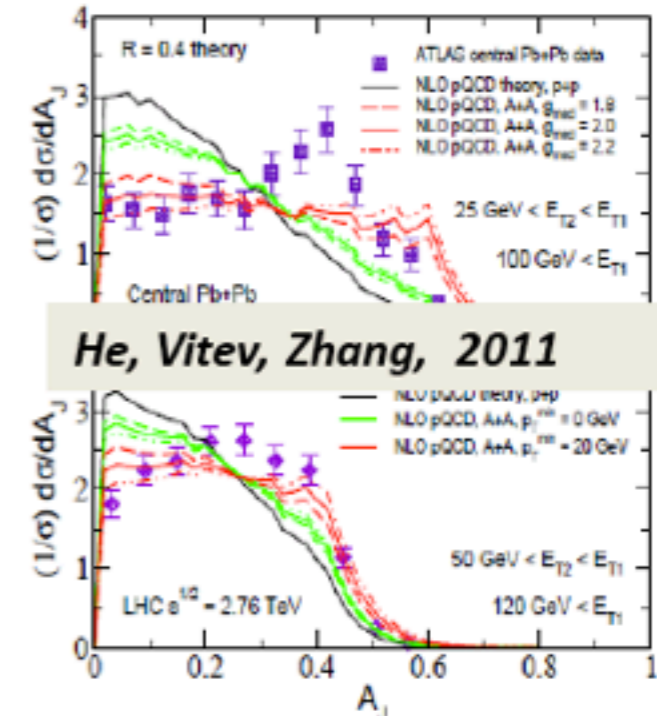 4
R = 0.4 theory
ATLAS central Pb+Pb data
NLO pQCD theory, p+p
NLO pQCD, A+A, g_med = 1.8
NLO pQCD, A+A, g_med = 2.0
NLO pQCD, A+A, g_med = 2.2
3
(1/σ) dσ/dA_J
2
25 GeV < E_T2 < E_T1
1
100 GeV < E_T1
Central Pb+Pb
He, Vitev, Zhang, 2011
NLO pQCD theory, p+p
NLO pQCD, A+A, p_T^min = 0 GeV
NLO pQCD, A+A, p_T^min = 20 GeV
3
(1/σ) dσ/dA_J
2
50 GeV < E_T2 < E_T1
1
LHC s^1/2 = 2.76 TeV
120 GeV < E_T1
0
0 0.2 0.4 0.6 0.8 1
A_J